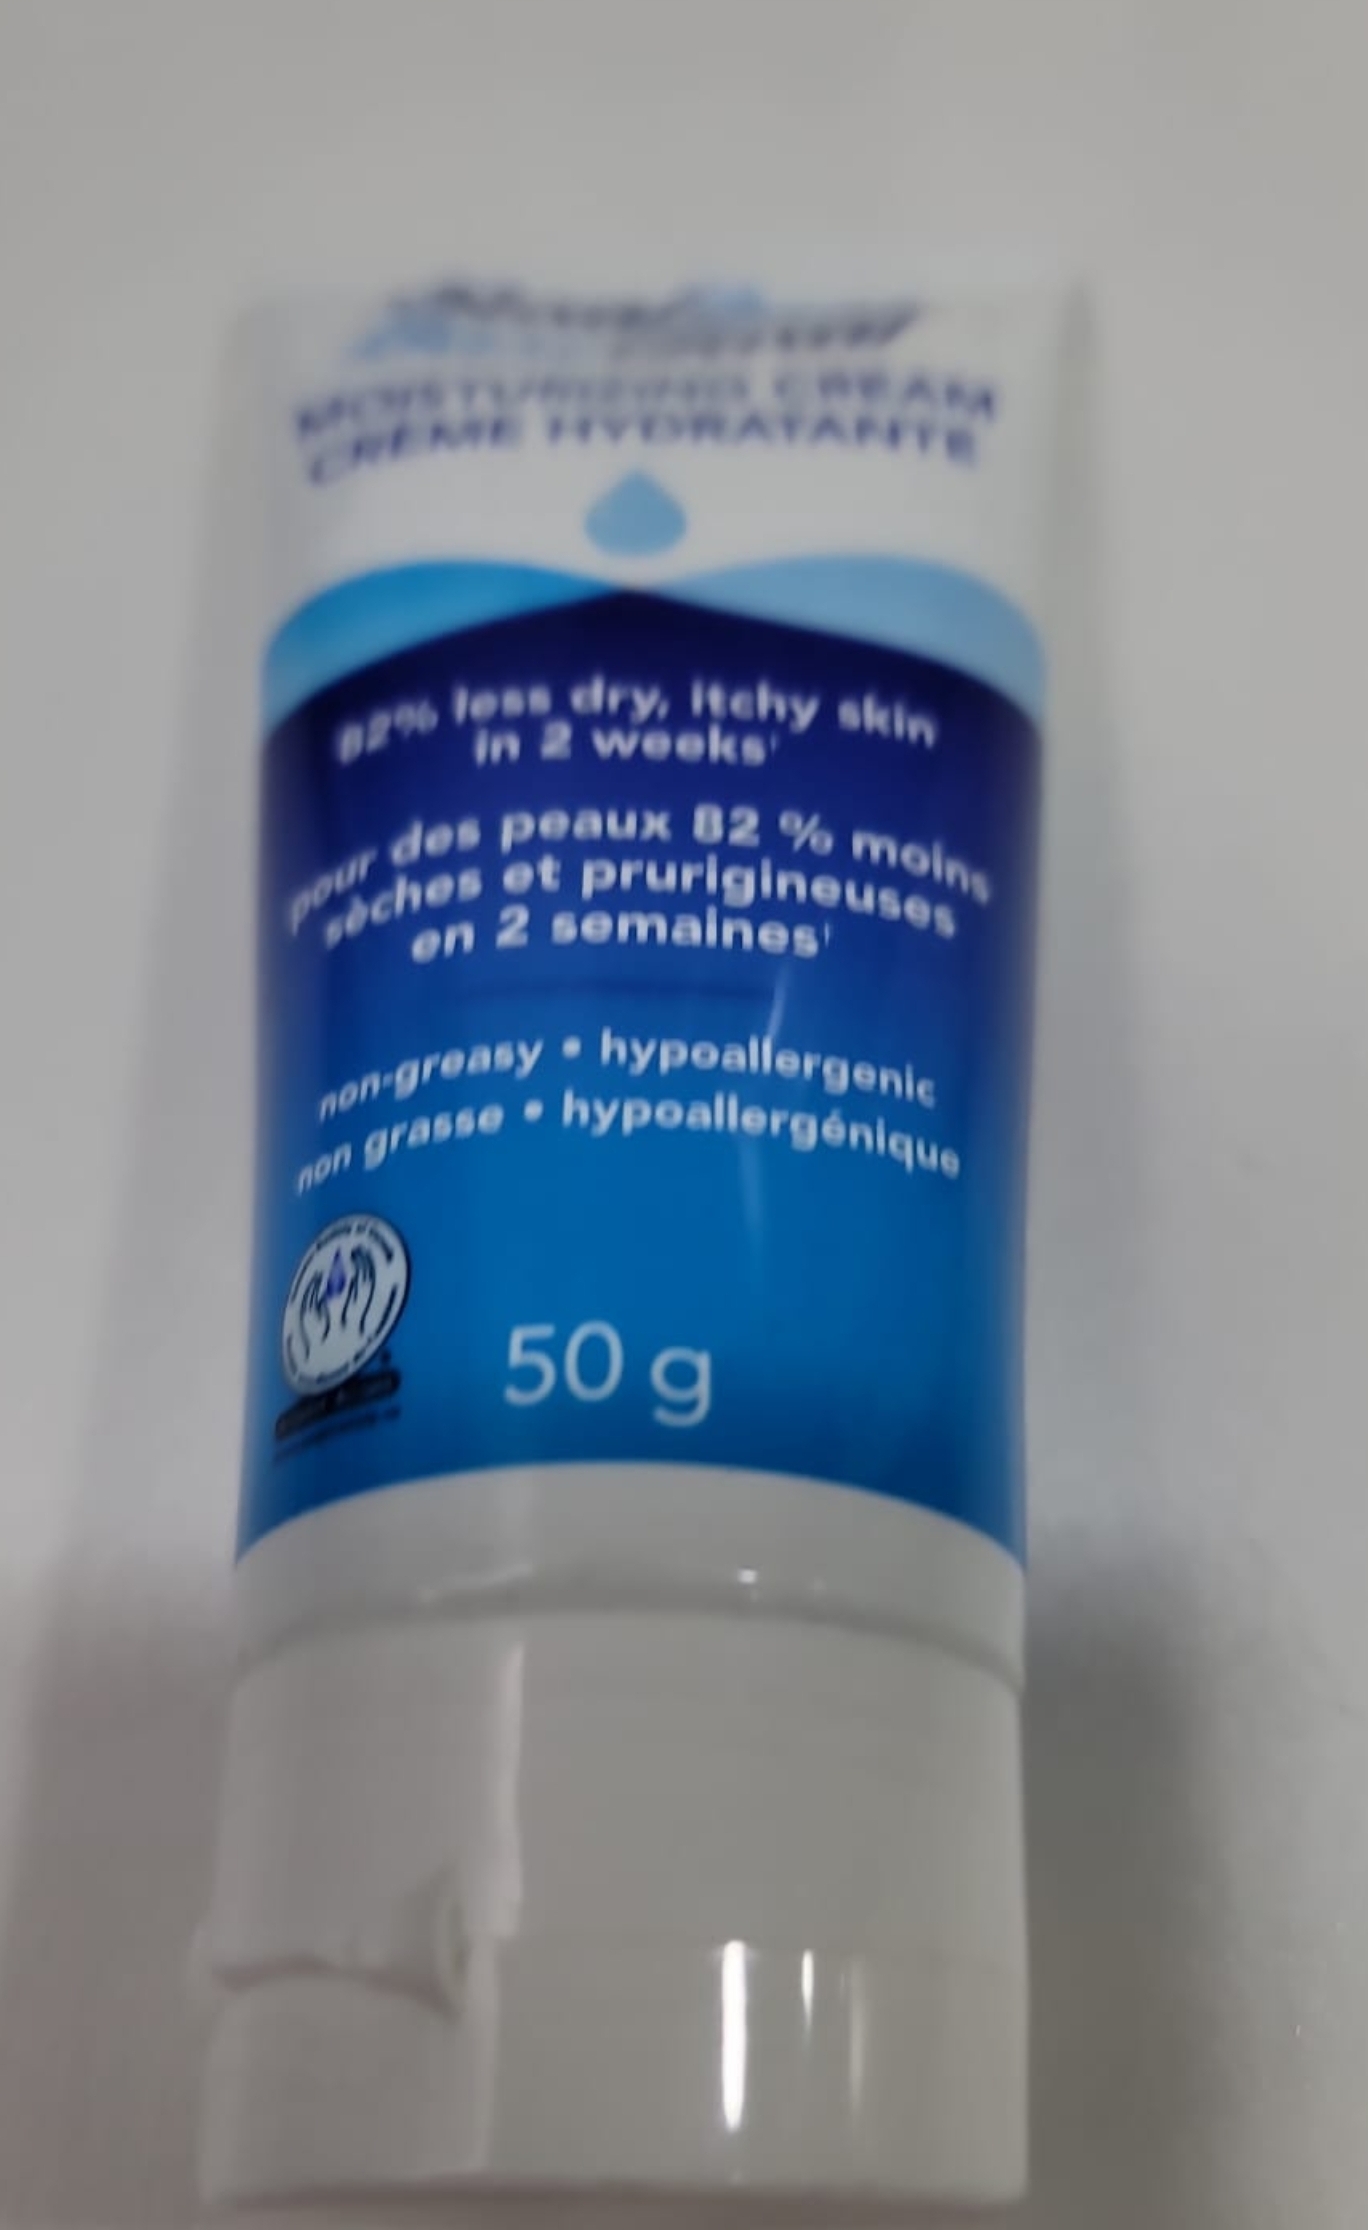 MOISTURIZING CREAM
CRÈME HYDRATANTE
82% less dry, itchy skin
in 2 weeks†
pour des peaux 82 % moins
sèches et prurigineuses
en 2 semaines†
non-greasy • hypoallergenic
non grasse • hypoallergénique
50 g